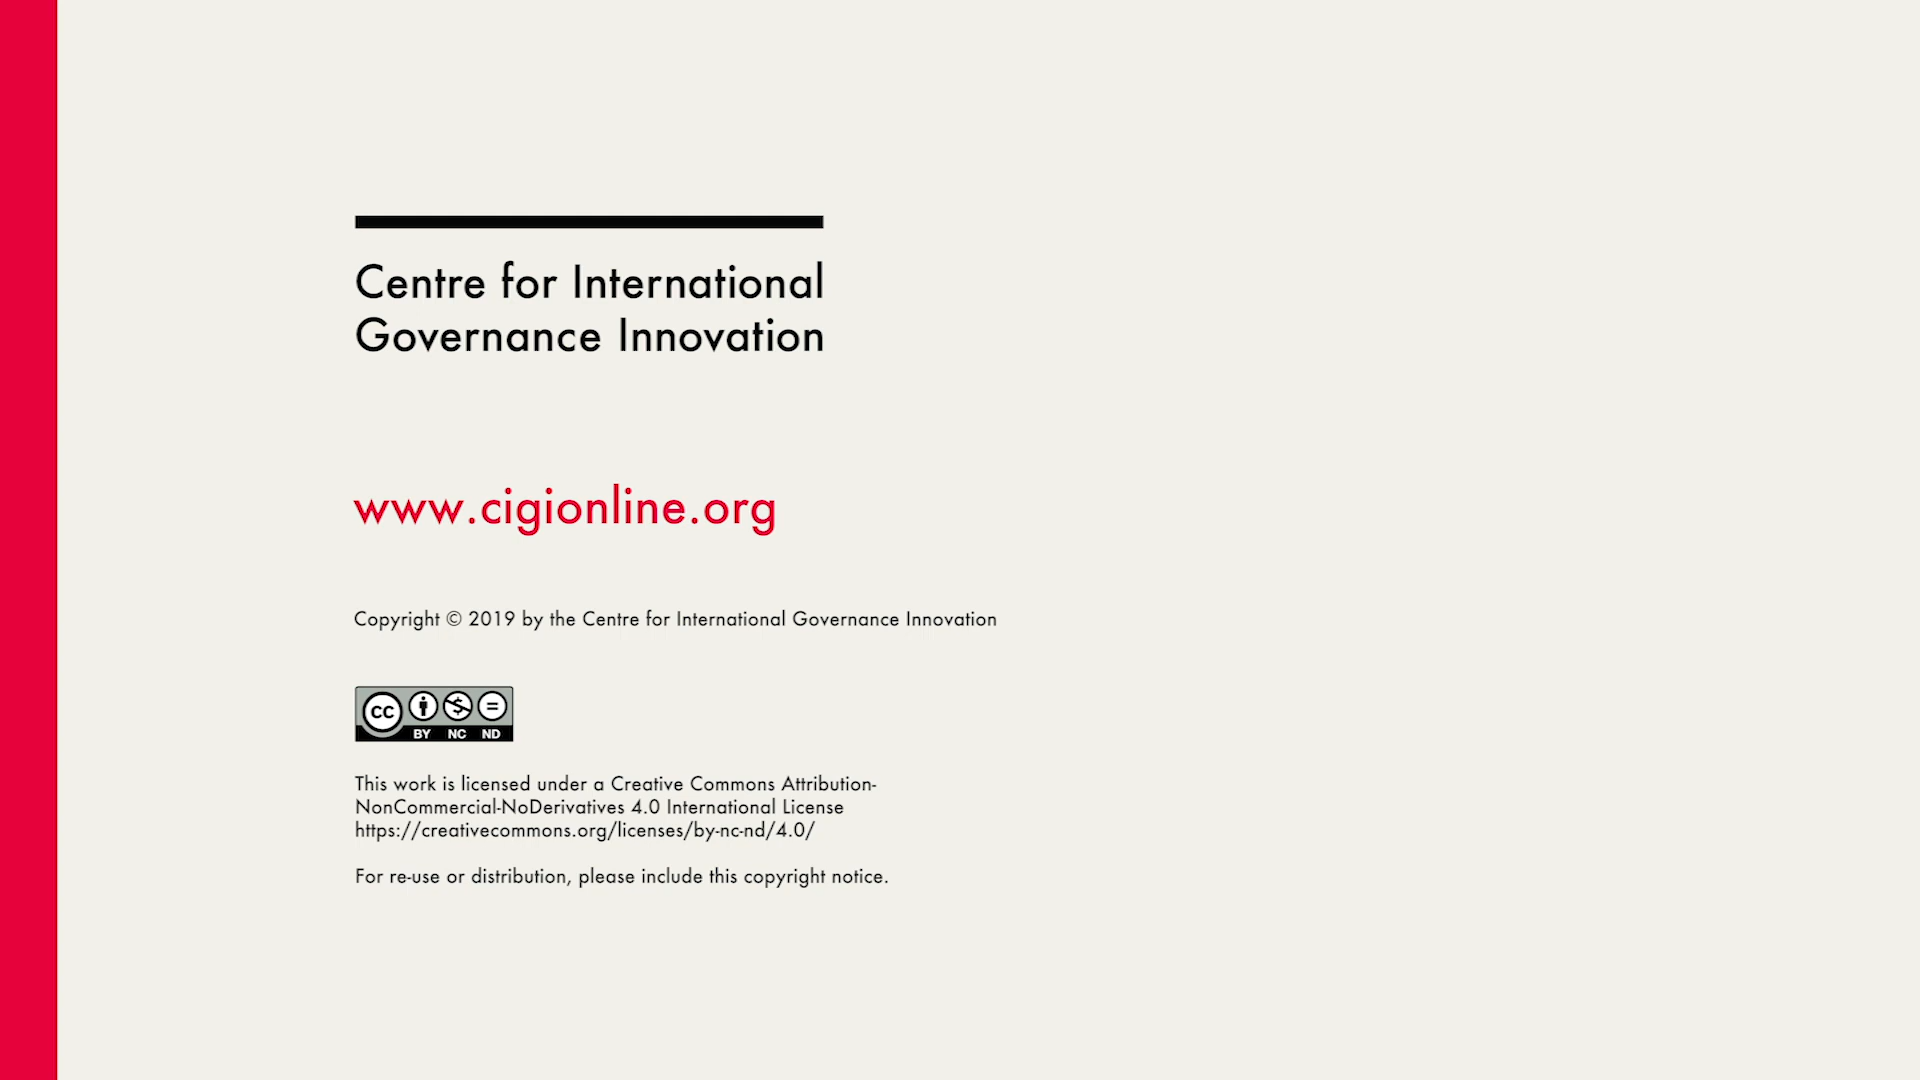 Centre for International
Governance Innovation
www.cigionline.org
Copyright © 2019 by the Centre for International Governance Innovation
CC BY NC ND
This work is licensed under a Creative Commons Attribution-
NonCommercial-NoDerivatives 4.0 International License
https://creativecommons.org/licenses/by-nc-nd/4.0/
For re-use or distribution, please include this copyright notice.